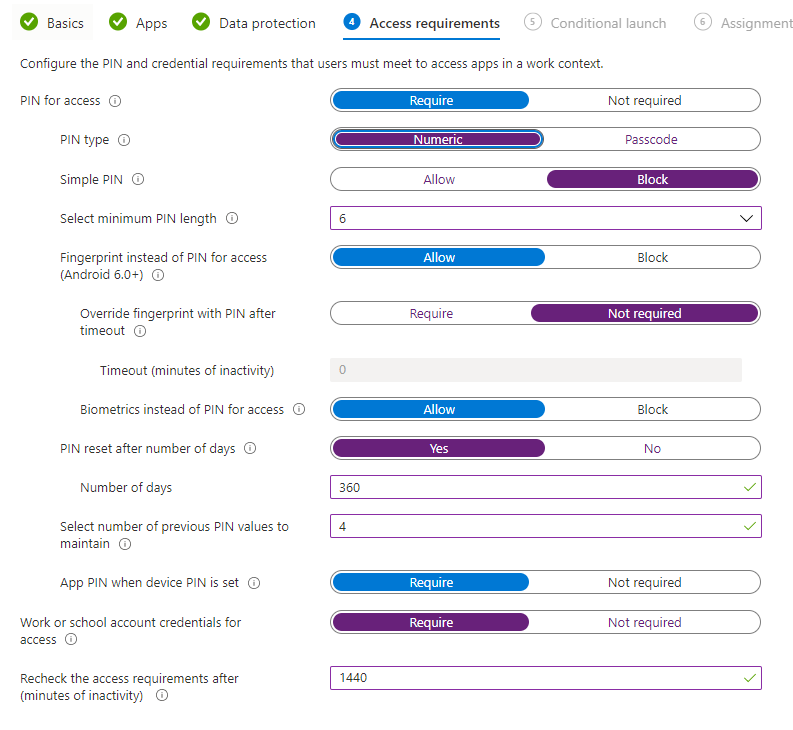 Basics Apps Data protection 4 Access requirements 5 Conditional launch 6 Assignment
Configure the PIN and credential requirements that users must meet to access apps in a work context.
PIN for access Require Not required
PIN type Numeric Passcode
Simple PIN Allow Block
Select minimum PIN length 6
Fingerprint instead of PIN for access
(Android 6.0+) Allow Block
Override fingerprint with PIN after
timeout Require Not required
Timeout (minutes of inactivity) 0
Biometrics instead of PIN for access Allow Block
PIN reset after number of days Yes No
Number of days 360
Select number of previous PIN values to
maintain 4
App PIN when device PIN is set Require Not required
Work or school account credentials for
access Require Not required
Recheck the access requirements after
(minutes of inactivity) 1440